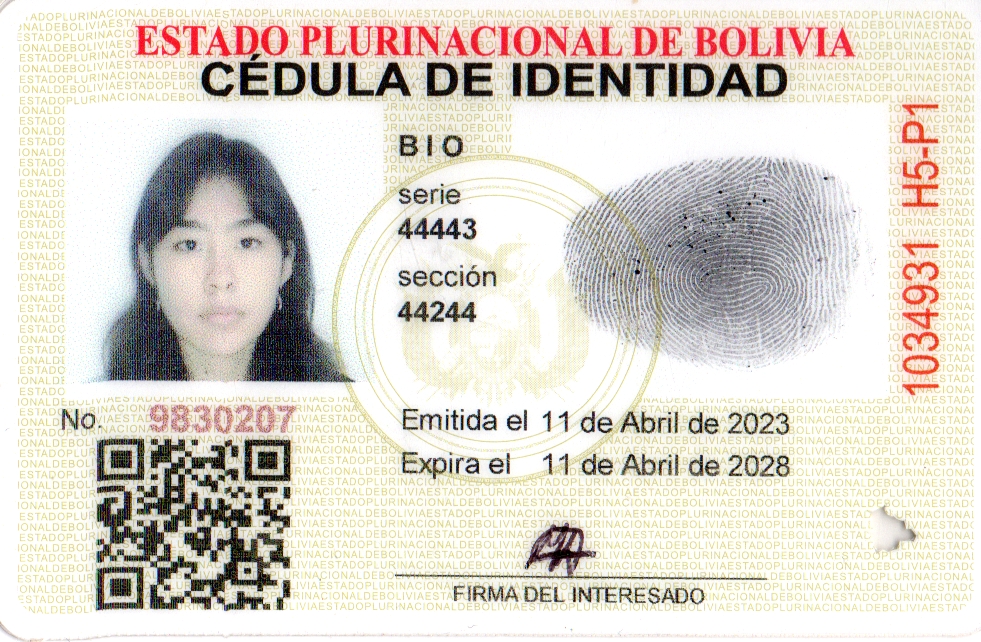 ESTADO PLURINACIONAL DE BOLIVIA
CÉDULA DE IDENTIDAD
BIO
serie
44443
sección
44244
1034931 H5-P1
No. 9830207
Emitida el 11 de Abril de 2023
Expira el 11 de Abril de 2028
FIRMA DEL INTERESADO